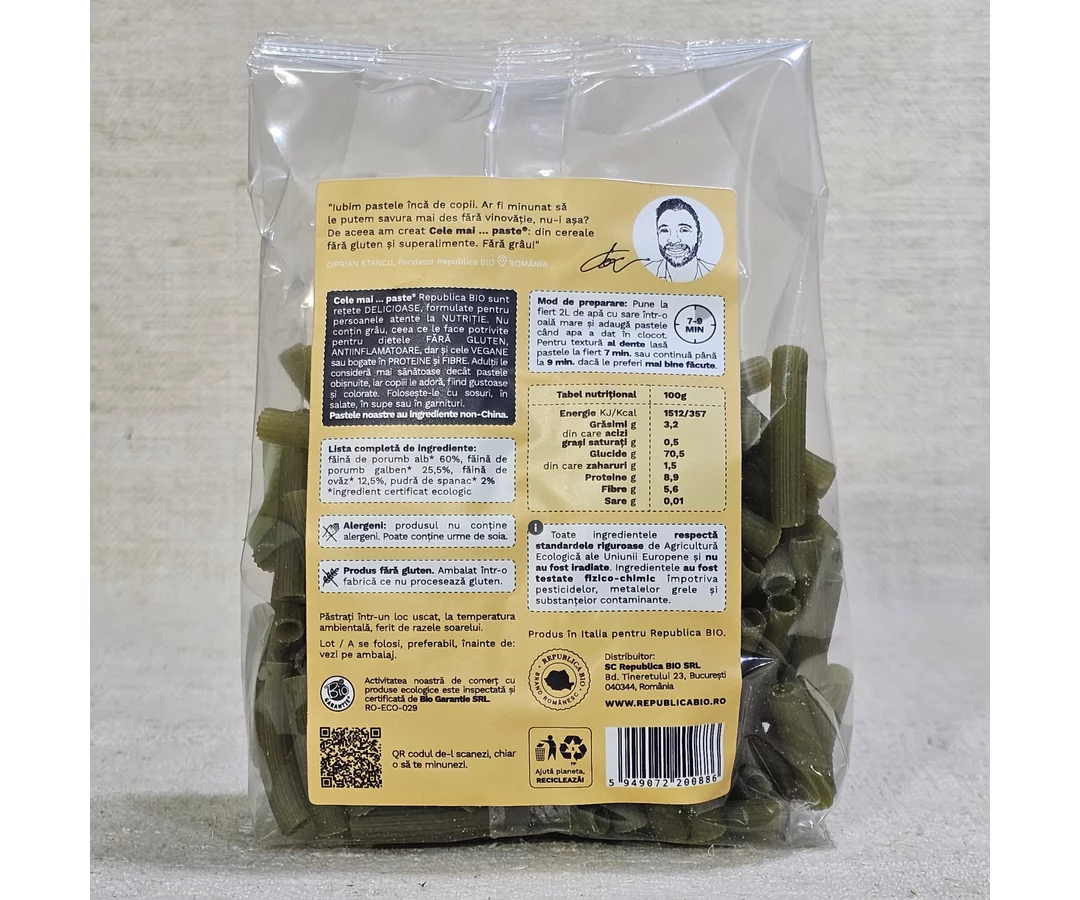 "Iubim pastele încă de copii. Ar fi minunat să
le putem savura mai des fără vinovăție, nu-i așa?
De aceea am creat Cele mai ... paste®: din cereale
fără gluten și superalimente. Fără grâu!"
CIPRIAN ETANCU, Fondator Republica BIO ROMÂNIA
Cele mai ... paste® Republica BIO sunt
rețete DELICIOASE, formulate pentru
persoanele atente la NUTRIȚIE. Nu
conțin grâu, ceea ce le face potrivite
pentru dietele FĂRĂ GLUTEN,
ANTIINFLAMATOARE, dar și cele VEGANE
sau bogate în PROTEINE și FIBRE. Adulții le
consideră mai sănătoase decât pastele
obișnuite, iar copiii le adoră, fiind gustoase
și colorate. Folosește-le cu sosuri, în
salate, în supe sau în garnituri.
Pastele noastre au ingrediente non-China.
Lista completă de ingrediente:
făină de porumb alb* 60%, făină de
porumb galben* 25,5%, făină de
ovăz* 12,5%, pudră de spanac* 2%
*ingredient certificat ecologic
Alergeni: produsul nu conține
alergeni. Poate conține urme de soia.
Produs fără gluten. Ambalat într-o
fabrică ce nu procesează gluten.
Păstrați într-un loc uscat, la temperatura
ambientală, ferit de razele soarelui.
Lot / A se folosi, preferabil, înainte de:
vezi pe ambalaj.
Bio
GARANTIE
Activitatea noastră de comerț cu
produse ecologice este inspectată și
certificată de Bio Garantie SRL.
RO-ECO-029
QR codul de-l scanezi, chiar
o să te minunezi.
Mod de preparare: Pune la
fiert 2L de apă cu sare într-o
oală mare și adaugă pastele
când apa a dat în clocot.
Pentru textură al dente lasă
pastele la fiert 7 min. sau continuă până
la 9 min. dacă le preferi mai bine făcute.
7-9
MIN
Tabel nutrițional 100g
Energie KJ/Kcal 1512/357
Grăsimi g 3,2
din care acizi
grași saturați g 0,5
Glucide g 70,5
din care zaharuri g 1,5
Proteine g 8,9
Fibre g 5,6
Sare g 0,01
i
Toate ingredientele respectă
standardele riguroase de Agricultură
Ecologică ale Uniunii Europene și nu
au fost iradiate. Ingredientele au fost
testate fizico-chimic împotriva
pesticidelor, metalelor grele și
substanțelor contaminante.
Produs în Italia pentru Republica BIO.
REPUBLICA BIO
BRAND ROMÂNESC
Distribuitor:
SC Republica BIO SRL
Bd. Tineretului 23, București
040344, România
WWW.REPUBLICABIO.RO
PP
Ajută planeta,
RECICLEAZĂ!
5 949072 200886